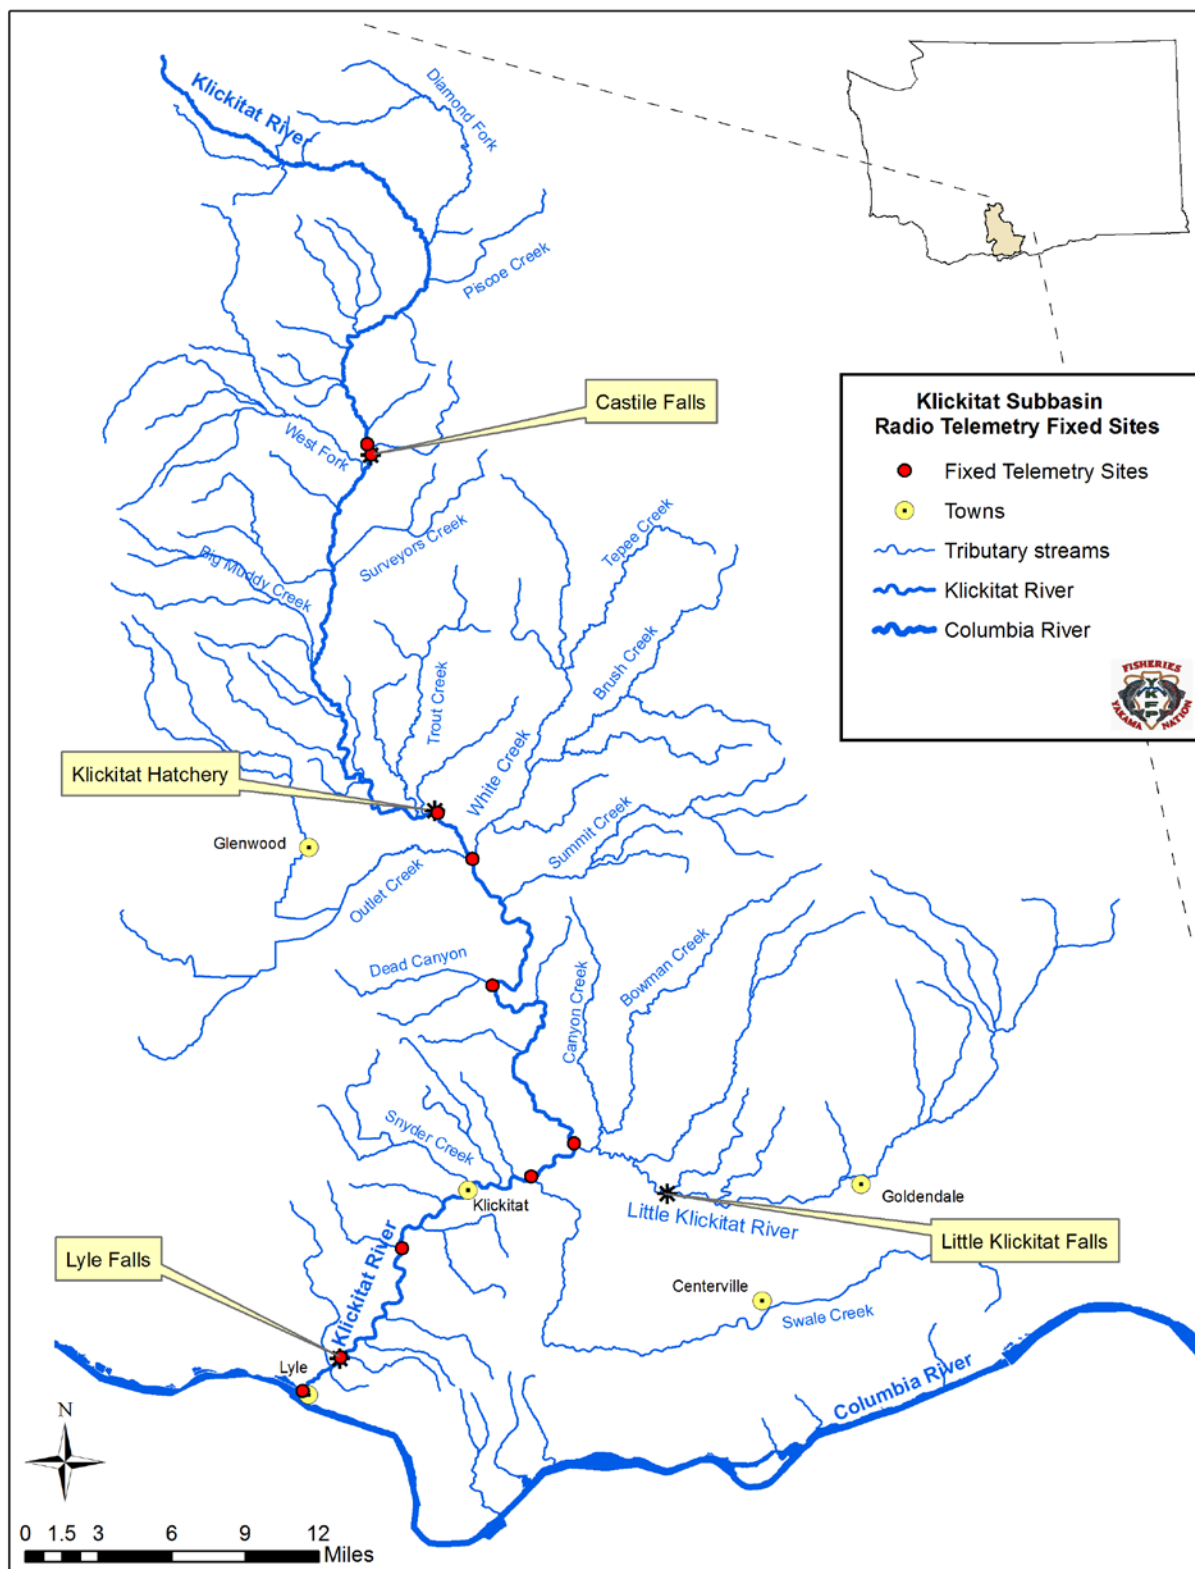 Klickitat River
Diamond Fork
Piscoe Creek
Castile Falls
West Fork
Klickitat Subbasin
Radio Telemetry Fixed Sites
Fixed Telemetry Sites
Towns
Tributary streams
Klickitat River
Columbia River
FISHERIES
YKFP
YAKAMA NATION
Surveyors Creek
Tepee Creek
Big Muddy Creek
Brush Creek
Trout Creek
White Creek
Klickitat Hatchery
Glenwood
Summit Creek
Outlet Creek
Dead Canyon
Canyon Creek
Bowman Creek
Snyder Creek
Klickitat
Goldendale
Little Klickitat River
Little Klickitat Falls
Lyle Falls
Klickitat River
Centerville
Swale Creek
Lyle
Columbia River
N
0 1.5 3 6 9 12
Miles